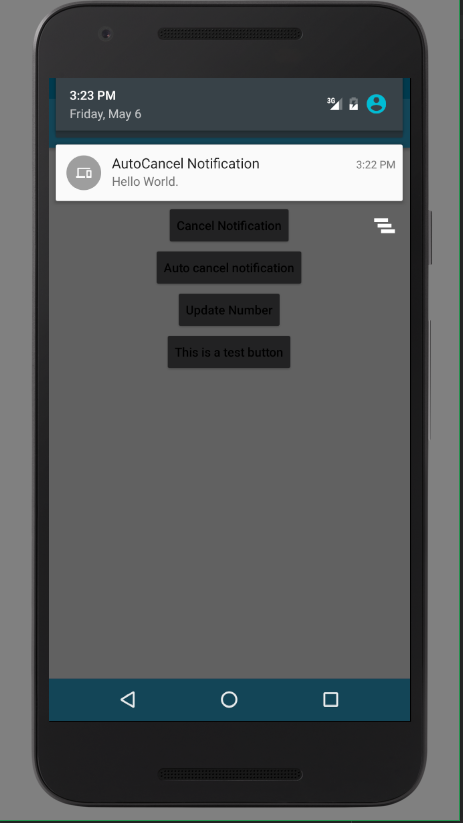 3:23 PM
3G
Friday, May 6
AutoCancel Notification
3:22 PM
Hello World.
Cancel Notification
Auto cancel notification
Update Number
This is a test button